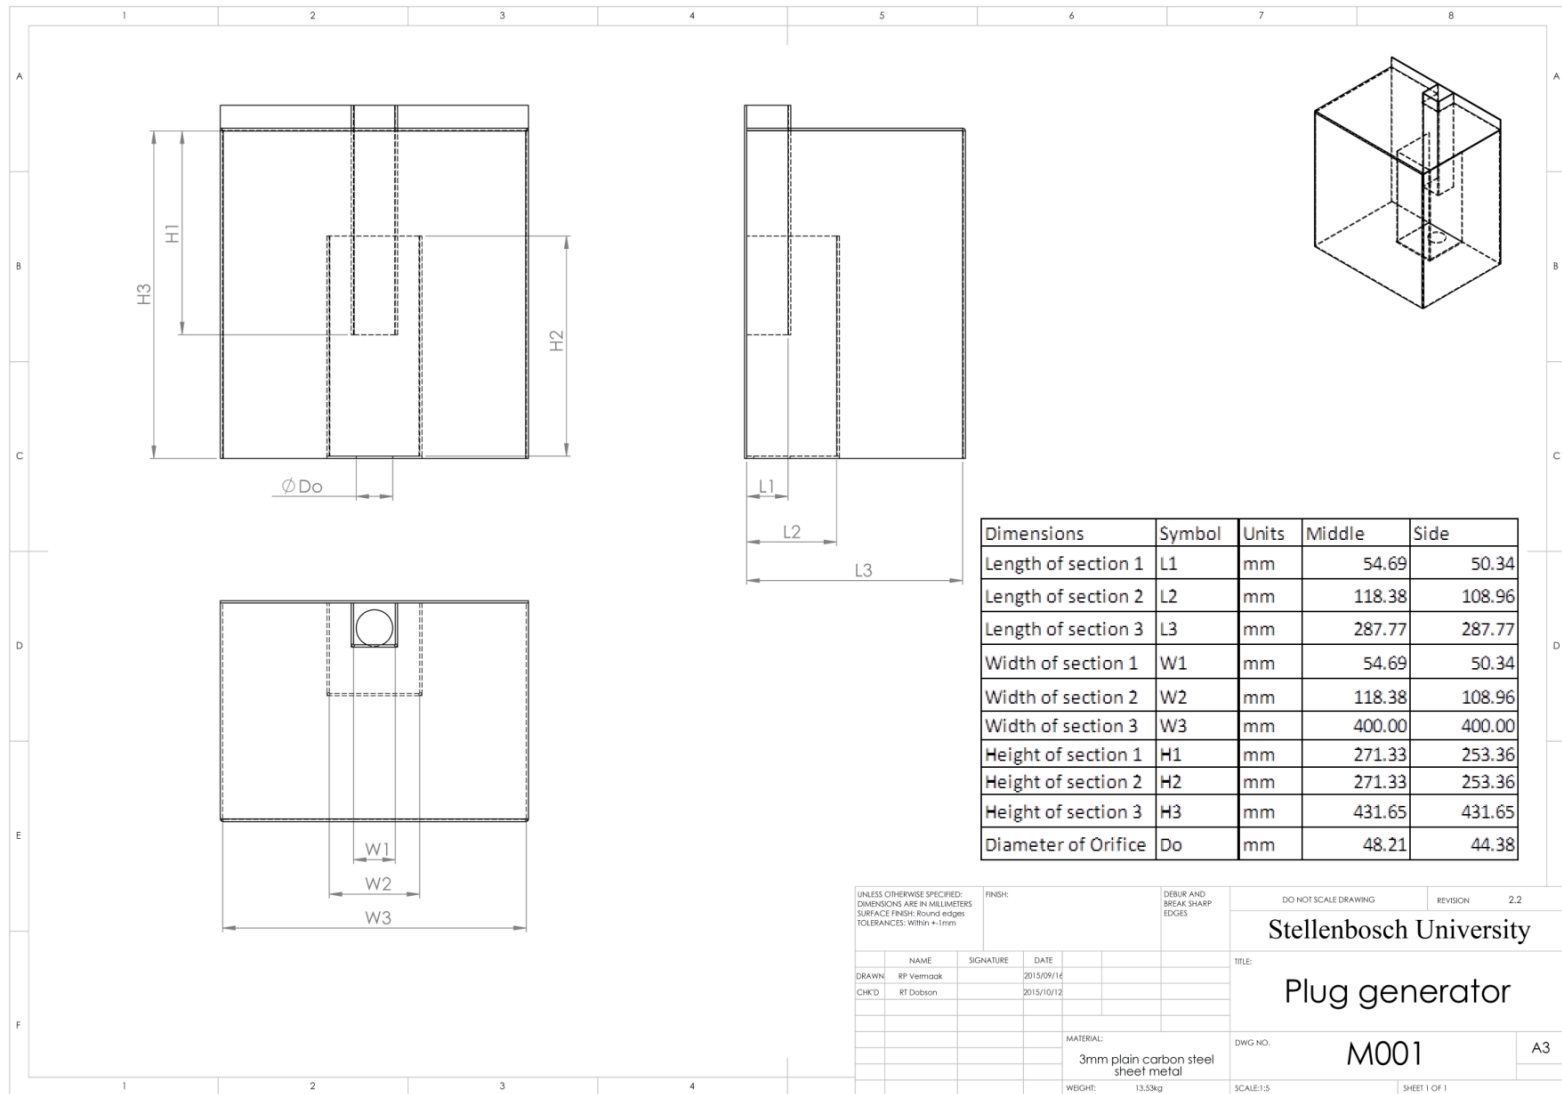 1 2 3 4 5 6 7 8
A A
B B
C C
D D
E
F
1 2 3 4
H1
H3
H2
∅Do
L1
L2
L3
W1
W2
W3
Dimensions Symbol Units Middle Side
Length of section 1 L1 mm 54.69 50.34
Length of section 2 L2 mm 118.38 108.96
Length of section 3 L3 mm 287.77 287.77
Width of section 1 W1 mm 54.69 50.34
Width of section 2 W2 mm 118.38 108.96
Width of section 3 W3 mm 400.00 400.00
Height of section 1 H1 mm 271.33 253.36
Height of section 2 H2 mm 271.33 253.36
Height of section 3 H3 mm 431.65 431.65
Diameter of Orifice Do mm 48.21 44.38
UNLESS OTHERWISE SPECIFIED:
DIMENSIONS ARE IN MILLIMETERS
SURFACE FINISH: Round edges
TOLERANCES: Within +-1mm
FINISH:
DEBUR AND
BREAK SHARP
EDGES
DO NOT SCALE DRAWING
REVISION 2.2
Stellenbosch University
NAME SIGNATURE DATE
DRAWN RP Vermaak 2015/09/16
CHK'D RT Dobson 2015/10/12
TITLE:
Plug generator
MATERIAL:
3mm plain carbon steel
sheet metal
WEIGHT: 13.53kg
DWG NO.
M001
A3
SCALE:1:5
SHEET 1 OF 1